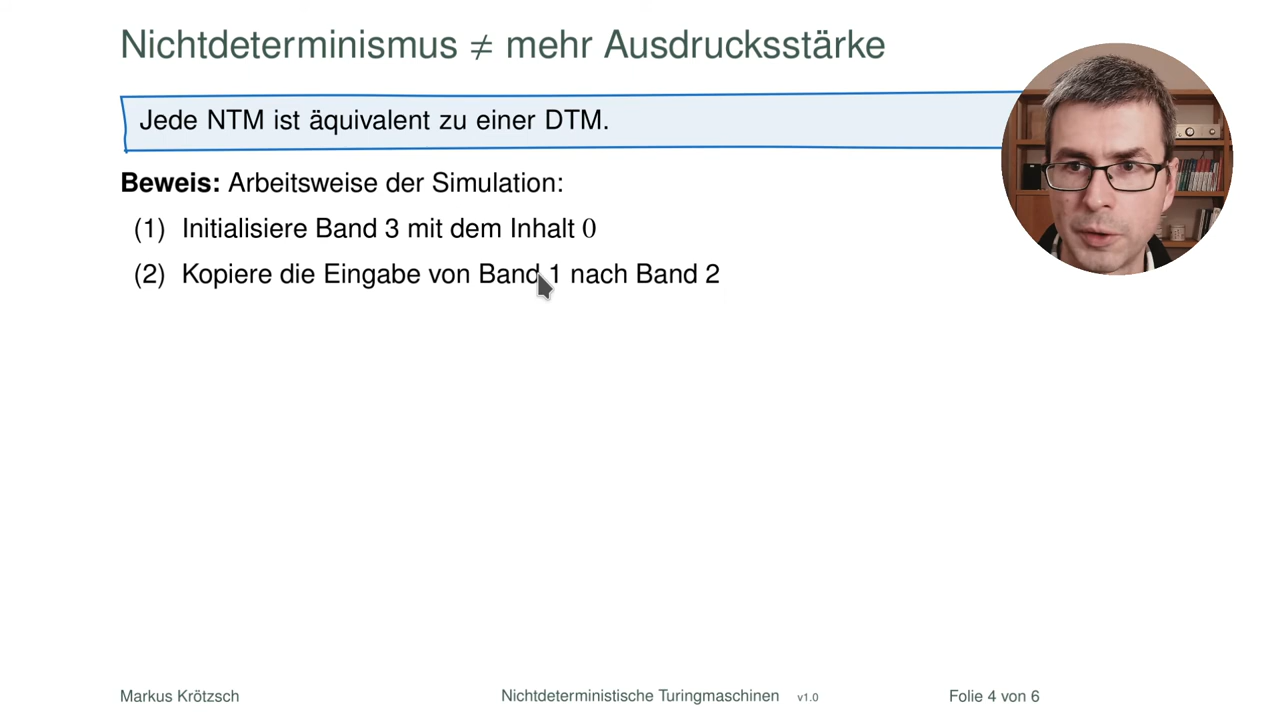 Nichtdeterminismus ≠ mehr Ausdrucksstärke
Jede NTM ist äquivalent zu einer DTM.
Beweis: Arbeitsweise der Simulation:
(1) Initialisiere Band 3 mit dem Inhalt 0
(2) Kopiere die Eingabe von Band 1 nach Band 2
Markus Krötzsch Nichtdeterministische Turingmaschinen v1.0 Folie 4 von 6